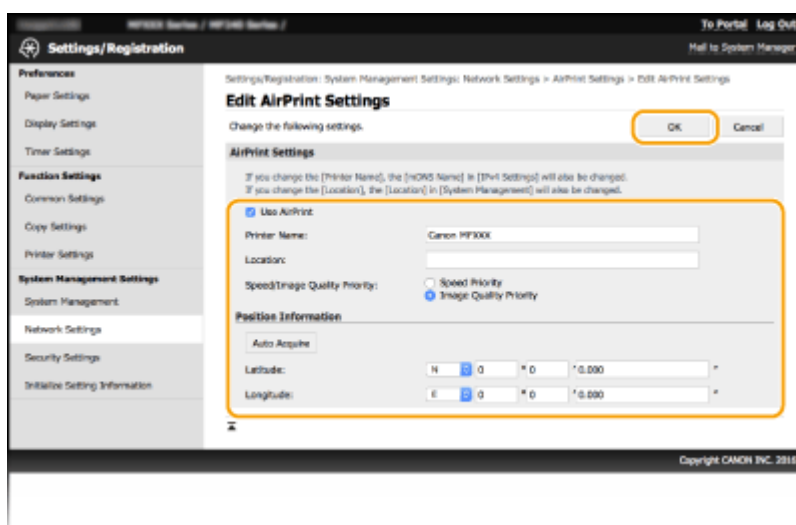 MFXXX Series / MF240 Series /
To Portal Log Out
Settings/Registration
Mail to System Manager
Preferences
Paper Settings
Display Settings
Timer Settings
Function Settings
Common Settings
Copy Settings
Printer Settings
System Management Settings
System Management
Network Settings
Security Settings
Initialize Setting Information
Settings/Registration: System Management Settings: Network Settings > AirPrint Settings > Edit AirPrint Settings
Edit AirPrint Settings
Change the following settings.
OK
Cancel
AirPrint Settings
If you change the [Printer Name], the [mDNS Name] in [IPv4 Settings] will also be changed.
If you change the [Location], the [Location] in [System Management] will also be changed.
Use AirPrint
Printer Name: Canon MFXXX
Location:
Speed/Image Quality Priority: Speed Priority
Image Quality Priority
Position Information
Auto Acquire
Latitude: N 0 ° 0 ' 0.000 "
Longitude: E 0 ° 0 ' 0.000 "
Copyright CANON INC. 2016